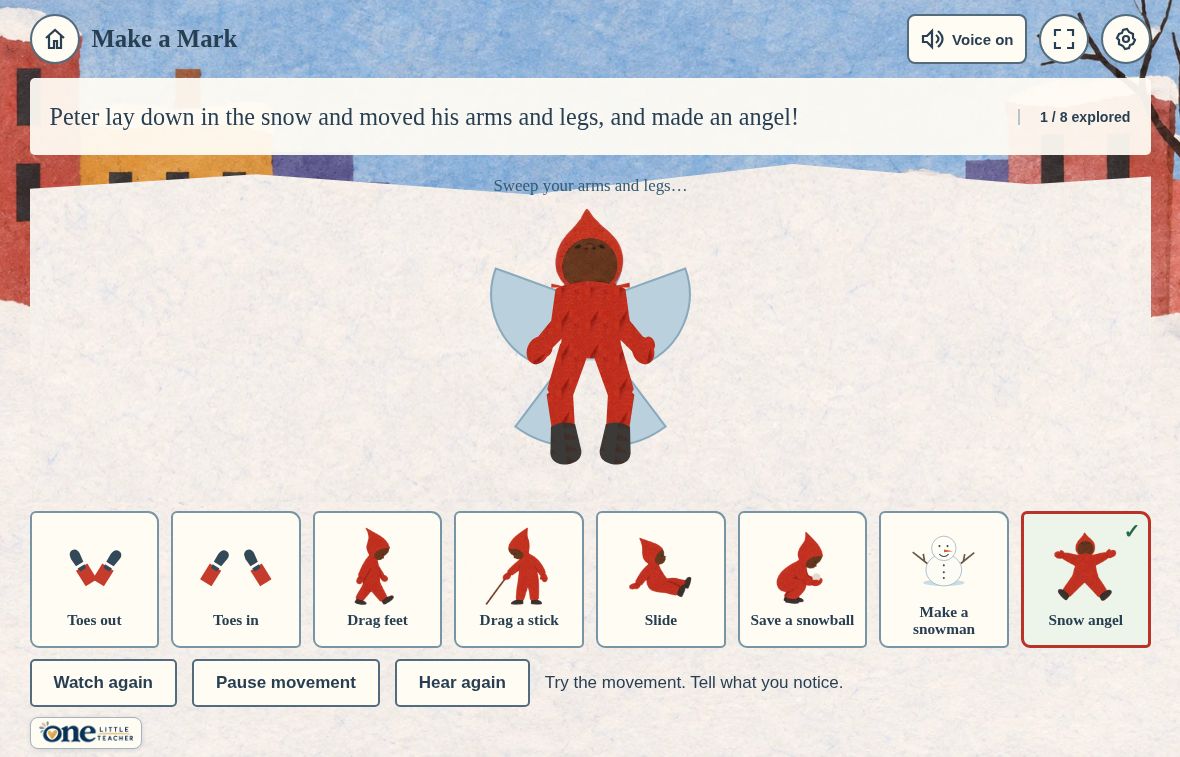 Make a Mark
Voice on
Peter lay down in the snow and moved his arms and legs, and made an angel!
1 / 8 explored
Sweep your arms and legs…
Toes out
Toes in
Drag feet
Drag a stick
Slide
Save a snowball
Make a
snowman
Snow angel
Watch again
Pause movement
Hear again
Try the movement. Tell what you notice.
one LITTLE
TEACHER